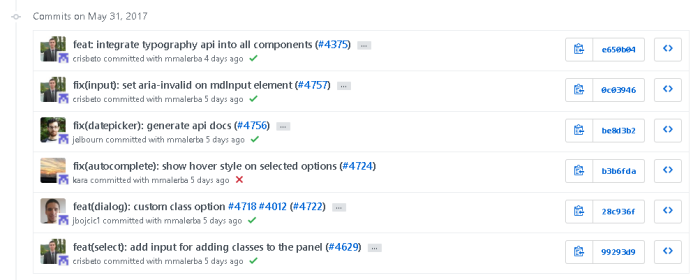 Commits on May 31, 2017
feat: integrate typography api into all components (#4375) ...
crisbeto committed with mmalerba 4 days ago
e650b04
fix(input): set aria-invalid on mdInput element (#4757) ...
crisbeto committed with mmalerba 5 days ago
0c03946
fix(datepicker): generate api docs (#4756) ...
jelbourn committed with mmalerba 5 days ago
be8d3b2
fix(autocomplete): show hover style on selected options (#4724)
kara committed with mmalerba 5 days ago
b3b6fda
feat(dialog): custom class option #4718 #4012 (#4722) ...
jbojcic1 committed with mmalerba 5 days ago
28c936f
feat(select): add input for adding classes to the panel (#4629) ...
crisbeto committed with mmalerba 5 days ago
99293d9